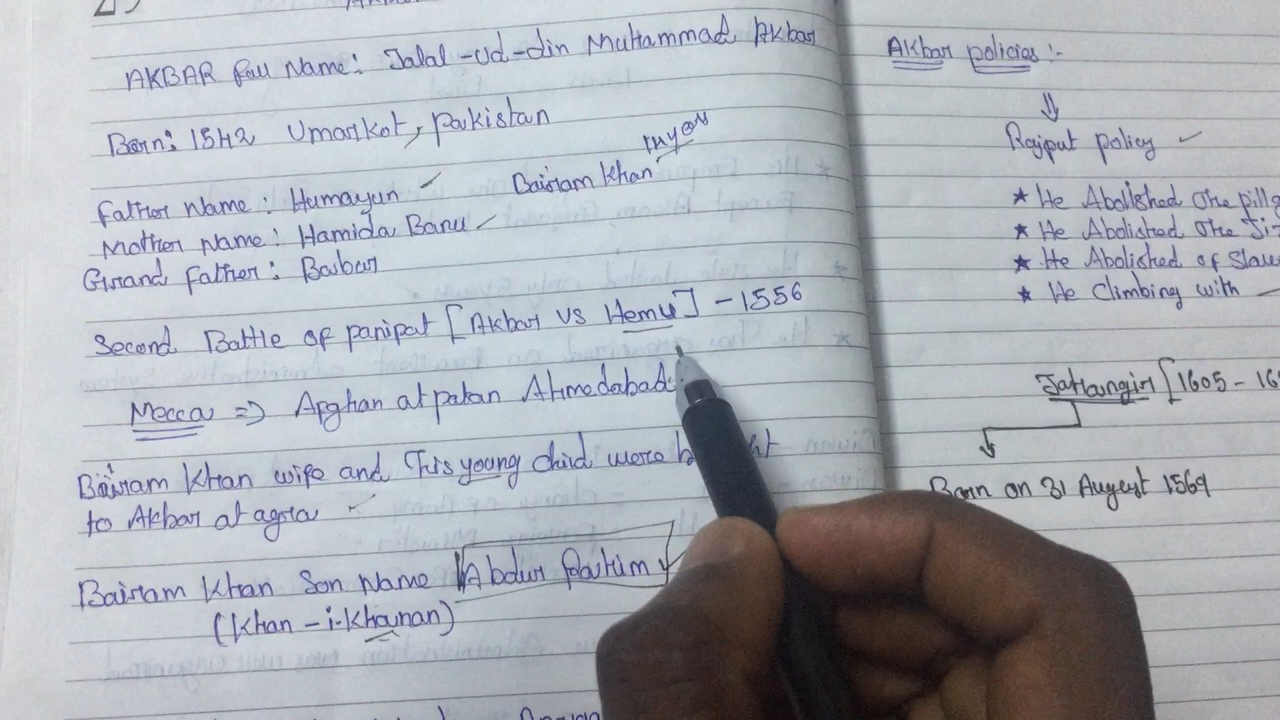 AKBAR full Name: Jalal-ud-din Muhammad Akbar
Born: 1542 Umarkot, pakistan
Father Name: Humayun
Bairam Khan
Mother Name: Hamida Banu
Grand father: Babur
Second Battle of panipat [Akbar vs Hemu] - 1556
Mecca => Afghan at patan Ahmedabad
Bairam Khan wife and This young child were
to Akbar at agra
Bairam Khan Son Name Abdur Rahim
(Khan-i-Khanan)
Akbar policies :-
Rajput policy
* He Abolished the
* He Abolished the
* He Abolished of
* He Climbing with
Jahangir [1605 -
Born on 31 August 1569